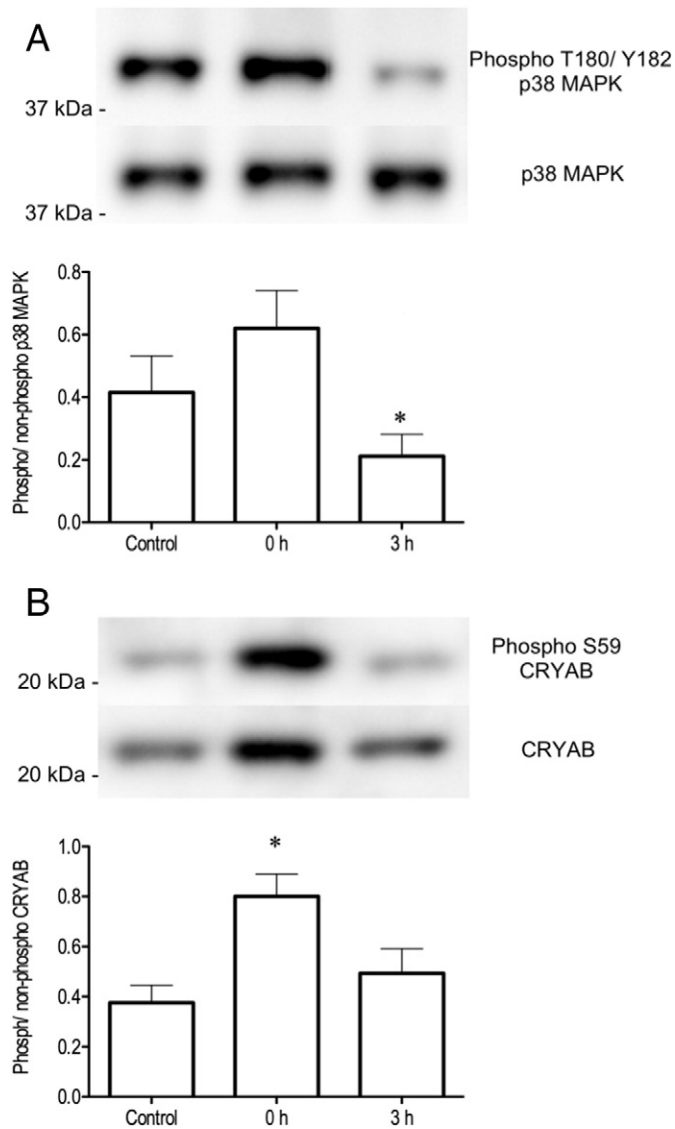 A
Phospho T180/ Y182
p38 MAPK
37 kDa -
p38 MAPK
37 kDa -
Phospho/ non-phospho p38 MAPK
0.8
0.6
0.4
0.2
0.0
*
Control 0 h 3 h
B
Phospho S59
CRYAB
20 kDa -
CRYAB
20 kDa -
Phosph/ non-phospho CRYAB
1.0
0.8
0.6
0.4
0.2
0.0
*
Control 0 h 3 h